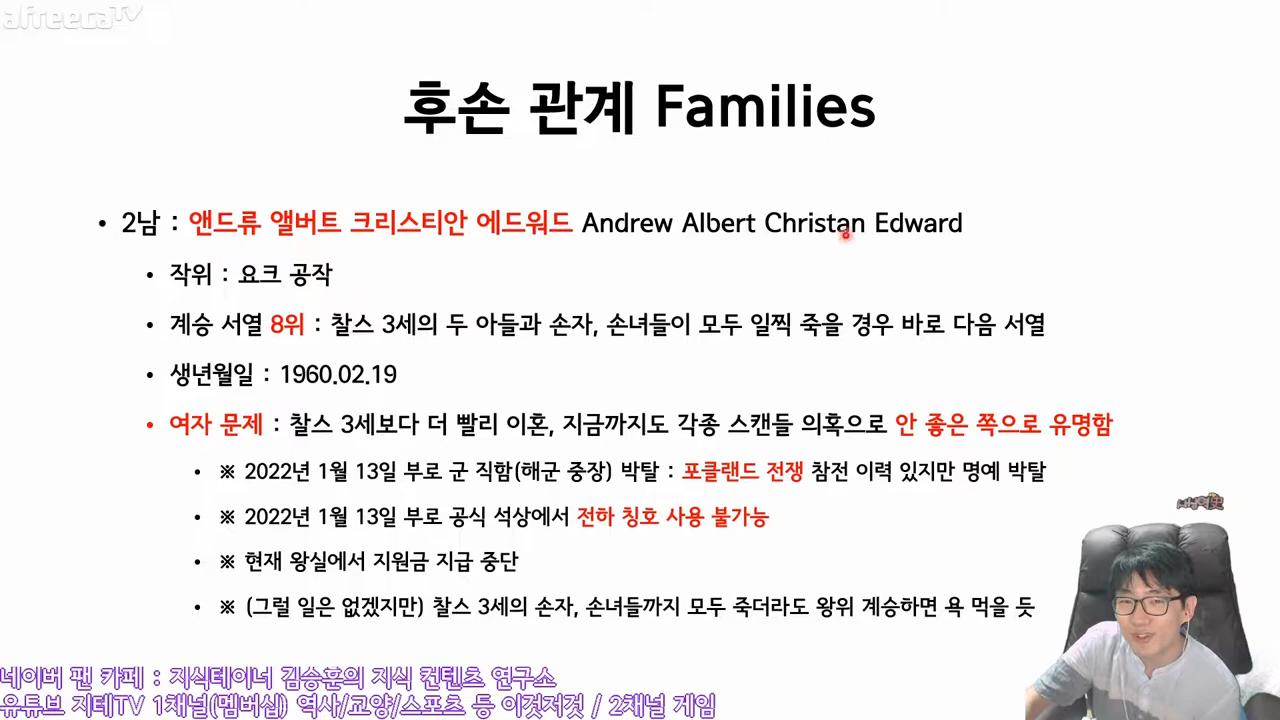 afreecaTV
후손 관계 Families
• 2남 : 앤드류 앨버트 크리스티안 에드워드 Andrew Albert Christan Edward
• 작위 : 요크 공작
• 계승 서열 8위 : 찰스 3세의 두 아들과 손자, 손녀들이 모두 일찍 죽을 경우 바로 다음 서열
• 생년월일 : 1960.02.19
• 여자 문제 : 찰스 3세보다 더 빨리 이혼, 지금까지도 각종 스캔들 의혹으로 안 좋은 쪽으로 유명함
• ※ 2022년 1월 13일 부로 군 직함(해군 중장) 박탈 : 포클랜드 전쟁 참전 이력 있지만 명예 박탈
• ※ 2022년 1월 13일 부로 공식 석상에서 전하 칭호 사용 불가능
• ※ 현재 왕실에서 지원금 지급 중단
• ※ (그럴 일은 없겠지만) 찰스 3세의 손자, 손녀들까지 모두 죽더라도 왕위 계승하면 욕 먹을 듯
네이버 팬 카페 : 지식테이너 김승훈의 지식 컨텐츠 연구소
유튜브 지테TV 1채널(멤버십) 역사/교양/스포츠 등 이것저것 / 2채널 게임